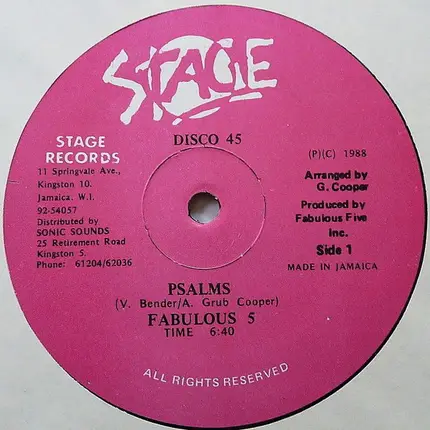 STAGE
DISCO 45
STAGE
RECORDS
11 Springvale Ave.,
Kingston 10.
Jamaica. W.I.
92-54057
Distributed by
SONIC SOUNDS
25 Retirement Road
Kingston 5.
Phone: 61204/62036
(P)(C) 1988
Arranged by
G. Cooper
Produced by
Fabulous Five
Inc.
Side 1
MADE IN JAMAICA
PSALMS
(V. Bender/A. Grub Cooper)
FABULOUS 5
TIME 6:40
ALL RIGHTS RESERVED